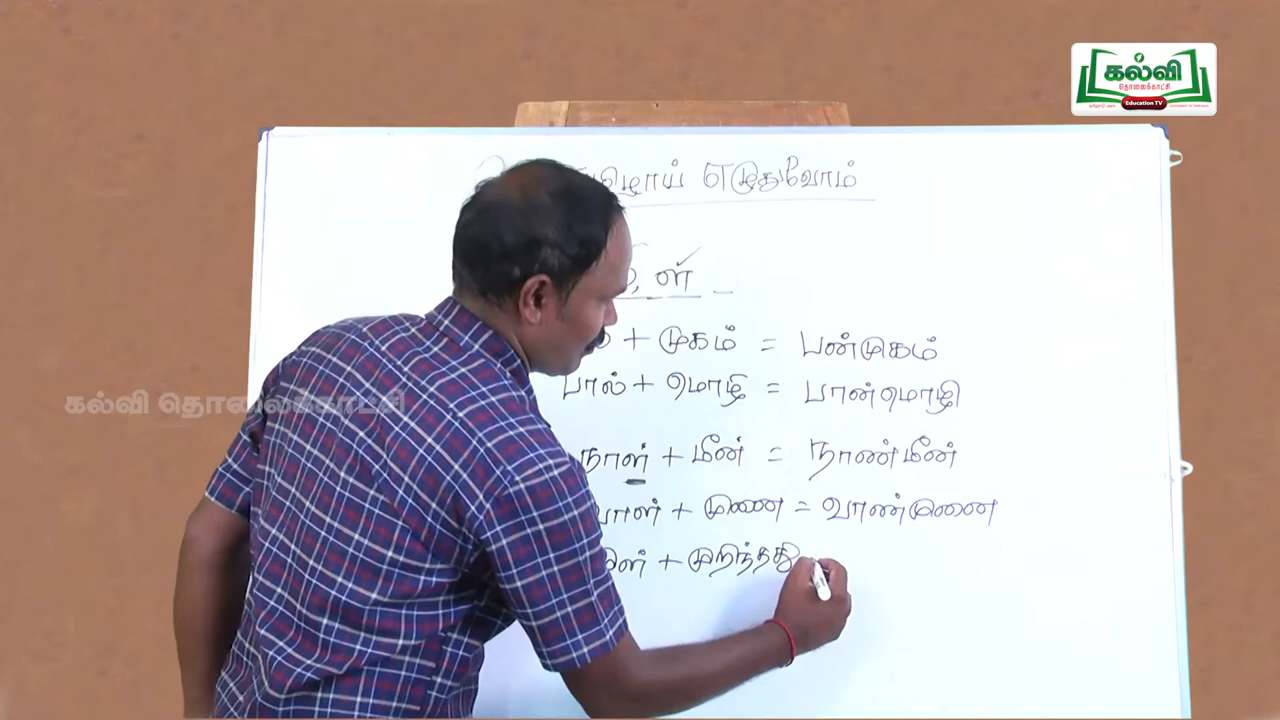 கல்வி
தொலைக்காட்சி
Education TV
எழுதுவோம்
ள்
+ முகம் = பண்முகம்
பால் + மொழி = பான்மொழி
நாள் + மீன் = நாண்மீன்
வாள் + முனை = வாண்முனை
+ முறிந்தது
கல்வி தொலைக்காட்சி